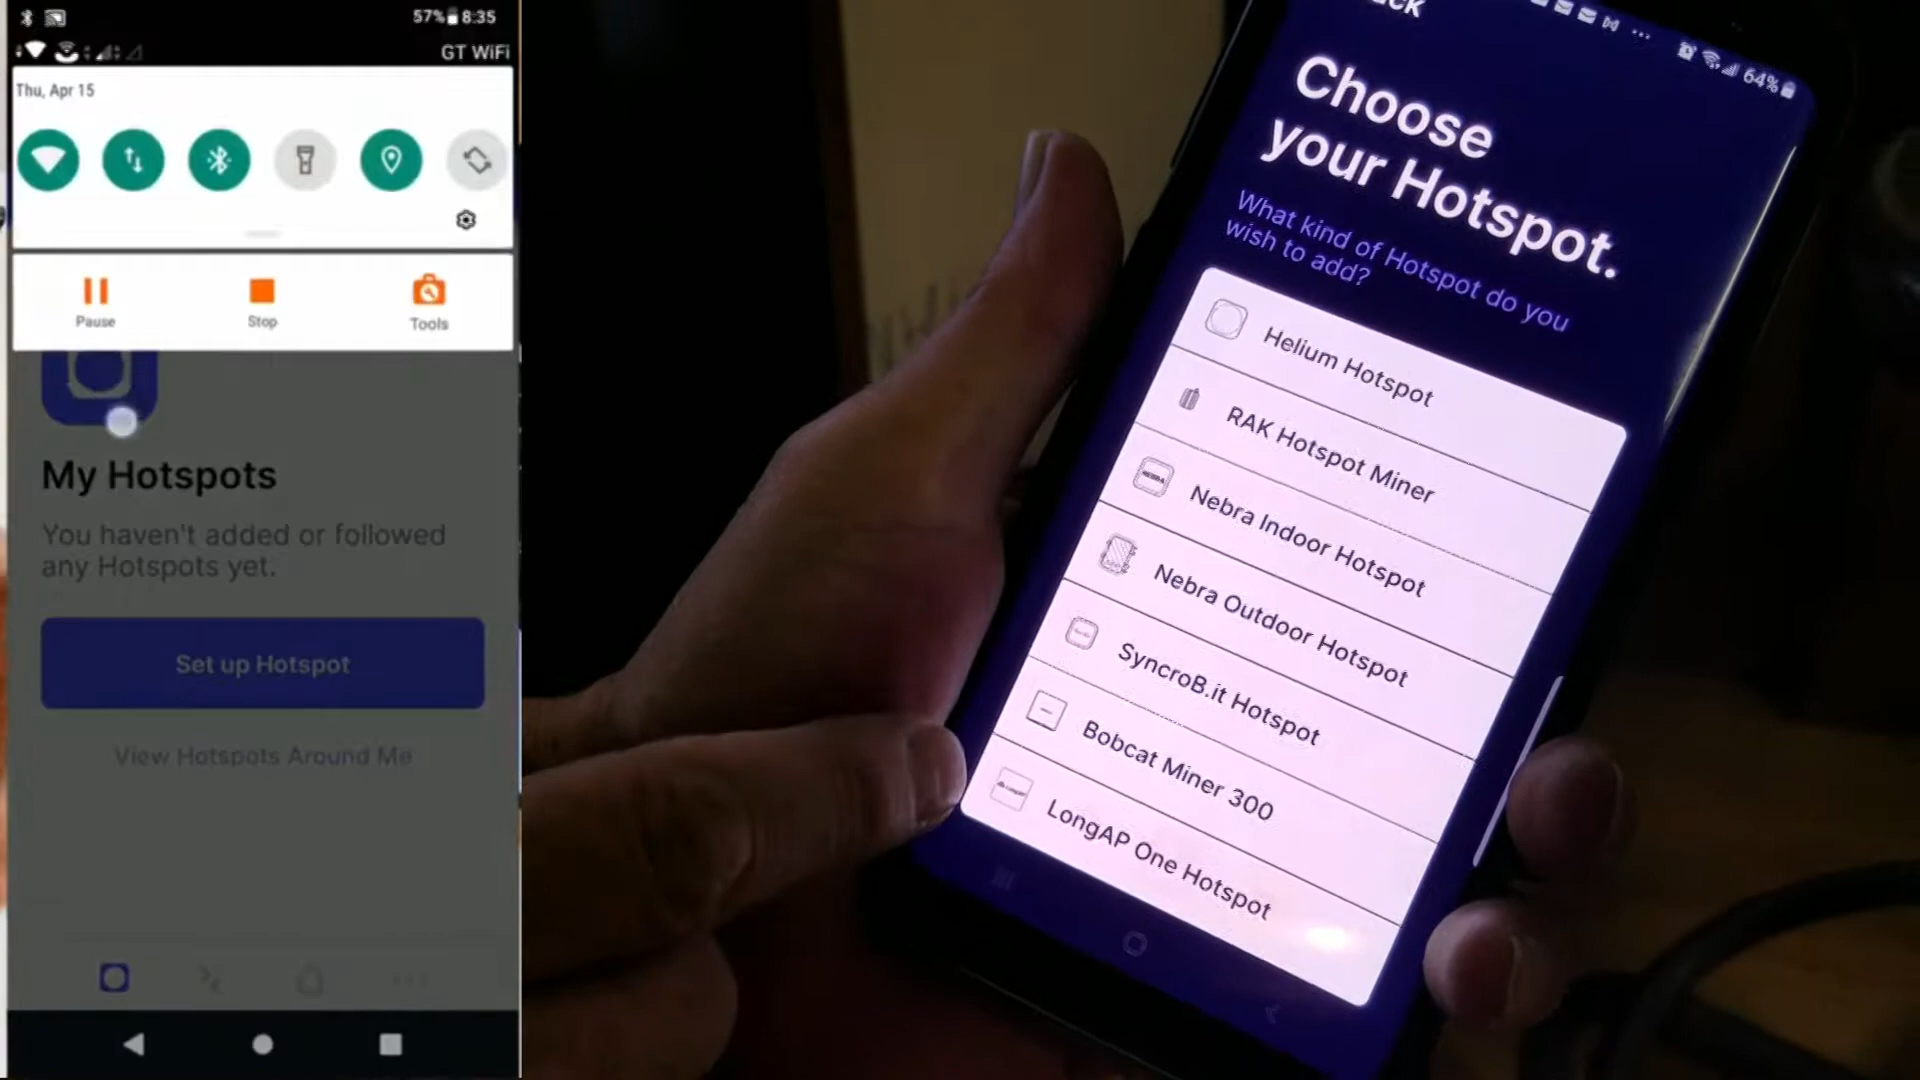 57% 8:35
GT WiFi
Thu, Apr 15
Pause
Stop
Tools
My Hotspots
You haven't added or followed
any Hotspots yet.
Set up Hotspot
View Hotspots Around Me
64%
Choose
your Hotspot.
What kind of Hotspot do you
wish to add?
Helium Hotspot
RAK Hotspot Miner
Nebra Indoor Hotspot
Nebra Outdoor Hotspot
SyncroB.it Hotspot
Bobcat Miner 300
LongAP One Hotspot